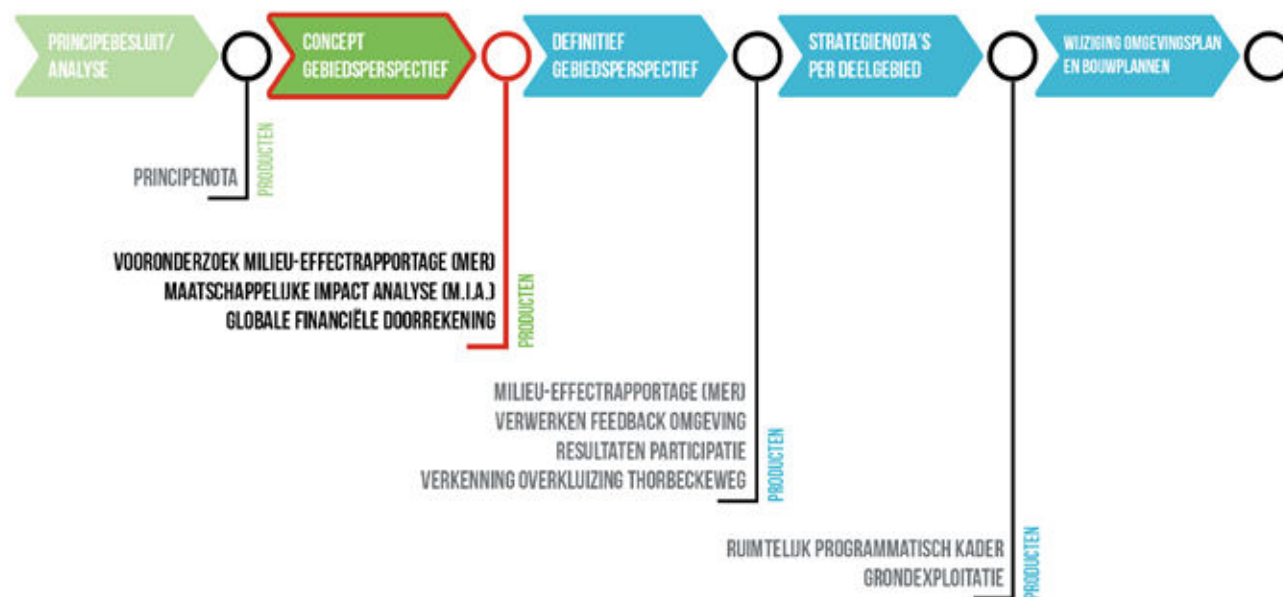 PRINCIPEBESLUIT/
ANALYSE
CONCEPT
GEBIEDSPERSPECTIEF
DEFINITIEF
GEBIEDSPERSPECTIEF
STRATEGIENOTA'S
PER DEELGEBIED
WIJZIGING OMGEVINGSPLAN
EN BOUWPLANNEN
PRINCIPENOTA
PRODUCTEN
VOORONDERZOEK MILIEU-EFFECTRAPPORTAGE (MER)
MAATSCHAPPELIJKE IMPACT ANALYSE (M.I.A.)
GLOBALE FINANCIËLE DOORREKENING
PRODUCTEN
MILIEU-EFFECTRAPPORTAGE (MER)
VERWERKEN FEEDBACK OMGEVING
RESULTATEN PARTICIPATIE
VERKENNING OVERKLUIZING THORBECKEWEG
PRODUCTEN
RUIMTELIJK PROGRAMMATISCH KADER
GRONDEXPLOITATIE
PRODUCTEN